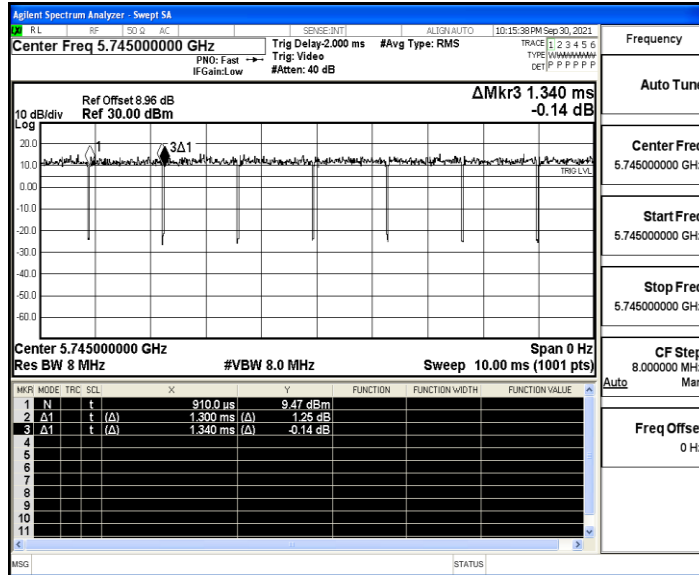 Agilent Spectrum Analyzer - Swept SA
LXI RL RF 50 Ω AC SENSE:INT ALIGNAUTO 10:15:38 PM Sep 30, 2021
Center Freq 5.745000000 GHz
PNO: Fast
IFGain:Low
Trig Delay-2.000 ms
Trig: Video
#Atten: 40 dB
#Avg Type: RMS
TRACE 1 2 3 4 5 6
TYPE WWWWWW
DET P P P P P P
Ref Offset 8.96 dB
10 dB/div Ref 30.00 dBm
Log
ΔMkr3 1.340 ms
-0.14 dB
20.0
10.0
0.00
-10.0
-20.0
-30.0
-40.0
-50.0
-60.0
1
3Δ1
TRIG LVL
Center 5.745000000 GHz Span 0 Hz
Res BW 8 MHz #VBW 8.0 MHz Sweep 10.00 ms (1001 pts)
MKR MODE TRC SCL X Y FUNCTION FUNCTION WIDTH FUNCTION VALUE
1 N t 910.0 µs 9.47 dBm
2 Δ1 t (Δ) 1.300 ms (Δ) 1.25 dB
3 Δ1 t (Δ) 1.340 ms (Δ) -0.14 dB
4
5
6
7
8
9
10
11
MSG STATUS
Frequency
Auto Tune
Center Freq
5.745000000 GHz
Start Freq
5.745000000 GHz
Stop Freq
5.745000000 GHz
CF Step
8.000000 MHz
Auto Man
Freq Offset
0 Hz